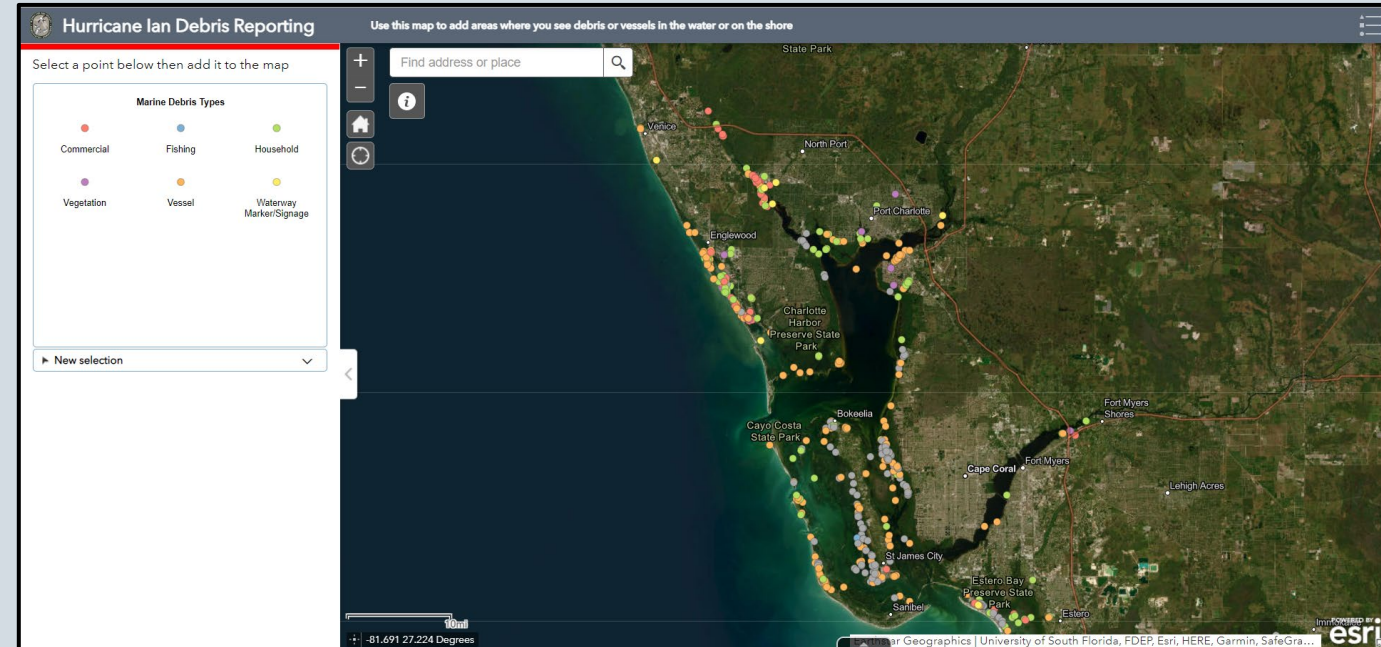 Hurricane Ian Debris Reporting
Use this map to add areas where you see debris or vessels in the water or on the shore
Select a point below then add it to the map
Marine Debris Types
Commercial
Fishing
Household
Vegetation
Vessel
Waterway
Marker/Signage
New selection
Find address or place
State Park
Venice
North Port
Port Charlotte
Englewood
Charlotte
Harbor
Preserve State
Park
Bokeelia
Cayo Costa
State Park
Fort Myers
Shores
Cape Coral
Fort Myers
Lehigh Acres
St James City
Estero Bay
Preserve State
Park
Sanibel
Estero
10mi
-81.691 27.224 Degrees
Geographics | University of South Florida, FDEP, Esri, HERE, Garmin, SafeGra...
POWERED BY
esri